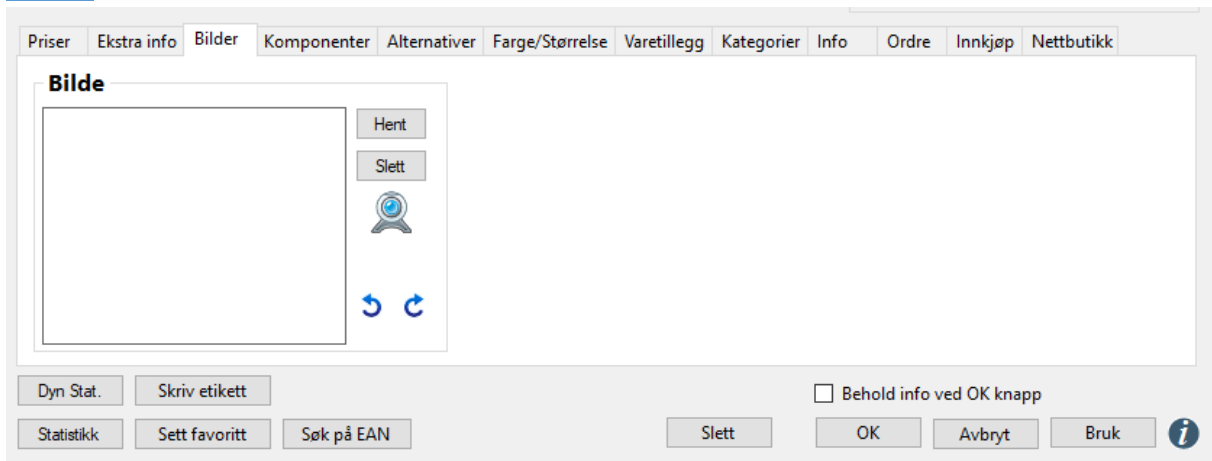 Priser Ekstra info Bilder Komponenter Alternativer Farge/Størrelse Varetillegg Kategorier Info Ordre Innkjøp Nettbutikk
Bilde
Hent
Slett
Dyn Stat. Skriv etikett Behold info ved OK knapp
Statistikk Sett favoritt Søk på EAN Slett OK Avbryt Bruk i